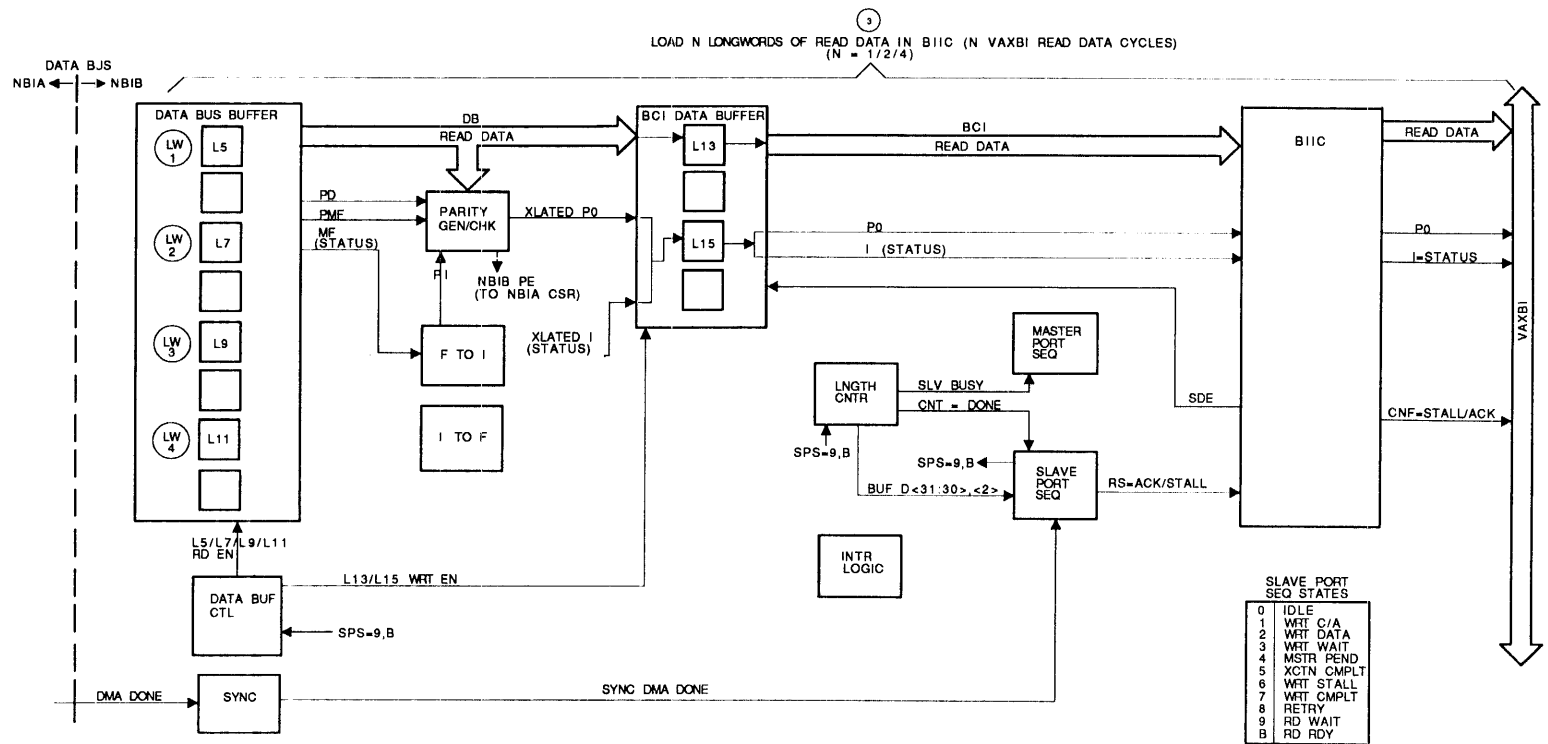 3
LOAD N LONGWORDS OF READ DATA IN BIIC (N VAXBI READ DATA CYCLES)
(N = 1/2/4)
DATA BUS
NBIA
NBIB
DATA BUS BUFFER
LW 1
L5
LW 2
L7
LW 3
L9
LW 4
L11
DB
READ DATA
PD
PMF
MF
(STATUS)
PARITY
GEN/CHK
XLATED P0
PI
NBIB PE
(TO NBIA CSR)
F TO I
I TO F
XLATED I
(STATUS)
BCI DATA BUFFER
L13
L15
BCI
READ DATA
P0
I (STATUS)
BIIC
READ DATA
P0
I=STATUS
VAXBI
SDE
CNF=STALL/ACK
MASTER
PORT
SEQ
LNGTH
CNTR
SLV BUSY
CNT = DONE
SPS=9,B
SPS=9,B
BUF D<31:30>,<2>
SLAVE
PORT
SEQ
RS=ACK/STALL
INTR
LOGIC
L5/L7/L9/L11
RD EN
DATA BUF
CTL
L13/L15 WRT EN
SPS=9,B
DMA DONE
SYNC
SYNC DMA DONE
SLAVE PORT
SEQ STATES
0 IDLE
1 WRT C/A
2 WRT DATA
3 WRT WAIT
4 MSTR PEND
5 XCTN CMPLT
6 WRT STALL
7 WRT CMPLT
8 RETRY
9 RD WAIT
B RD RDY